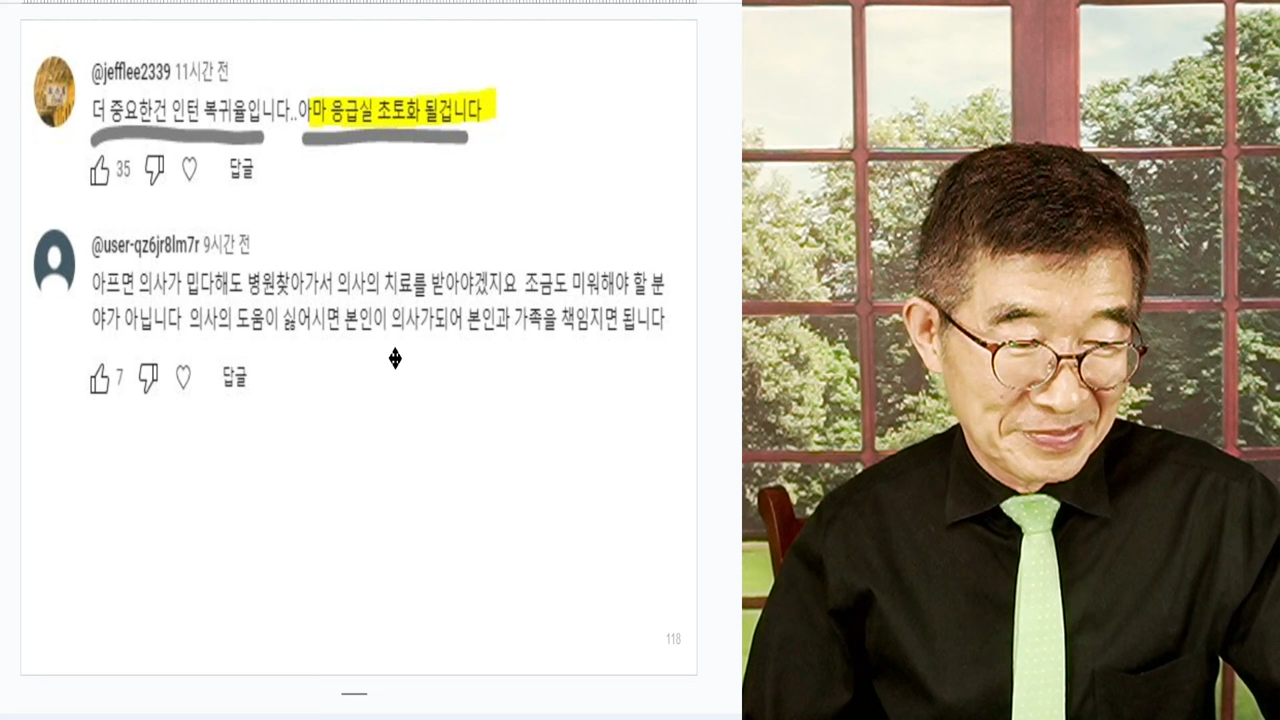 @jefflee2339 11시간 전
더 중요한건 인턴 복귀율입니다..아마 응급실 초토화 될겁니다
35 답글
@user-qz6jr8lm7r 9시간 전
아프면 의사가 밉다해도 병원찾아가서 의사의 치료를 받아야겠지요 조금도 미워해야 할 분
야가 아닙니다 의사의 도움이 싫어시면 본인이 의사가되어 본인과 가족을 책임지면 됩니다
7 답글
118